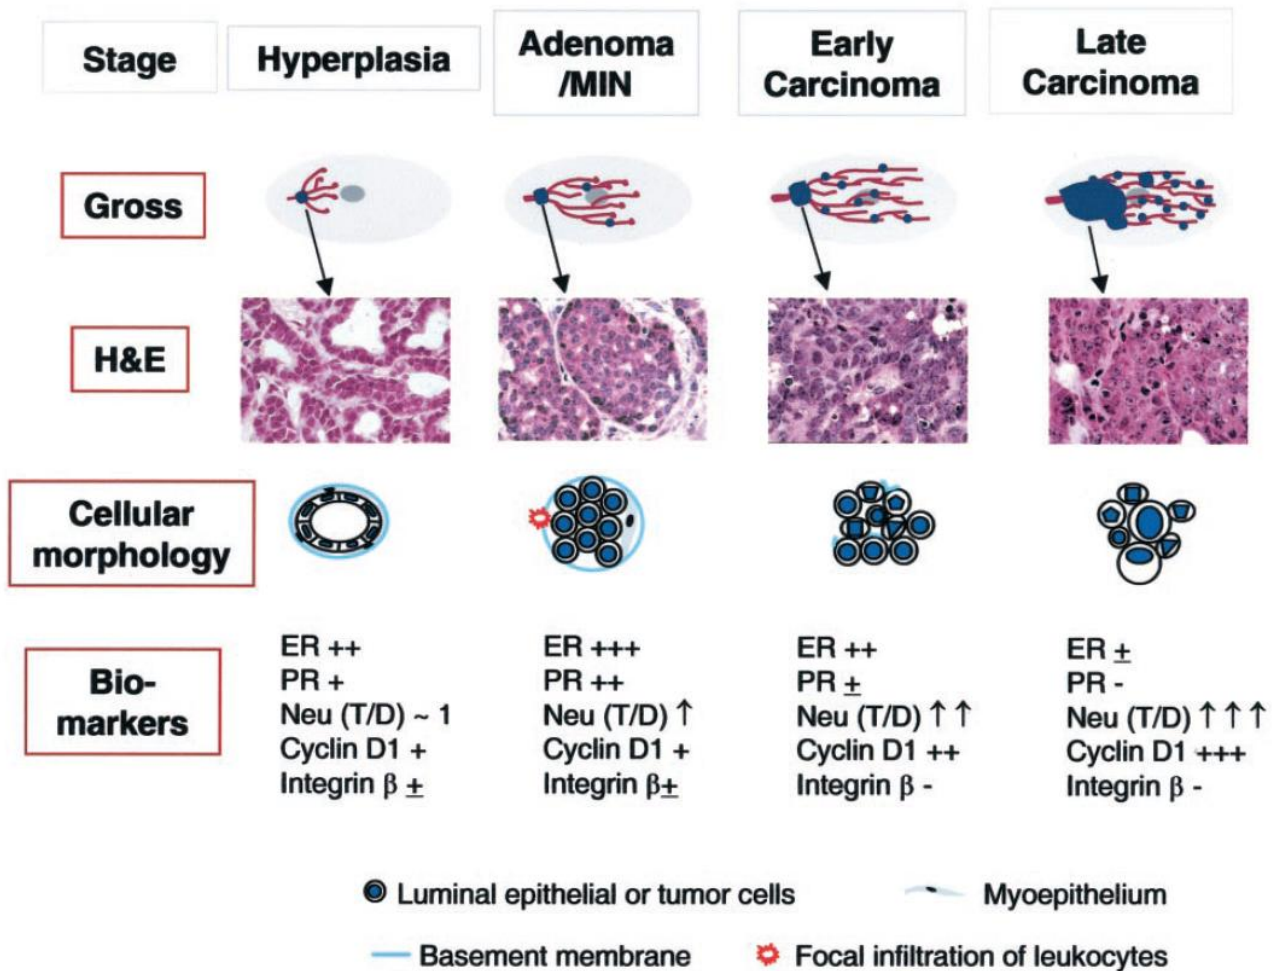 Stage
Hyperplasia
Adenoma
/MIN
Early
Carcinoma
Late
Carcinoma
Gross
H&E
Cellular
morphology
Bio-
markers
ER ++
PR +
Neu (T/D) ~ 1
Cyclin D1 +
Integrin β ±
ER +++
PR ++
Neu (T/D) ↑
Cyclin D1 +
Integrin β±
ER ++
PR ±
Neu (T/D) ↑ ↑
Cyclin D1 ++
Integrin β -
ER ±
PR -
Neu (T/D) ↑ ↑ ↑
Cyclin D1 +++
Integrin β -
Luminal epithelial or tumor cells
Myoepithelium
Basement membrane
Focal infiltration of leukocytes